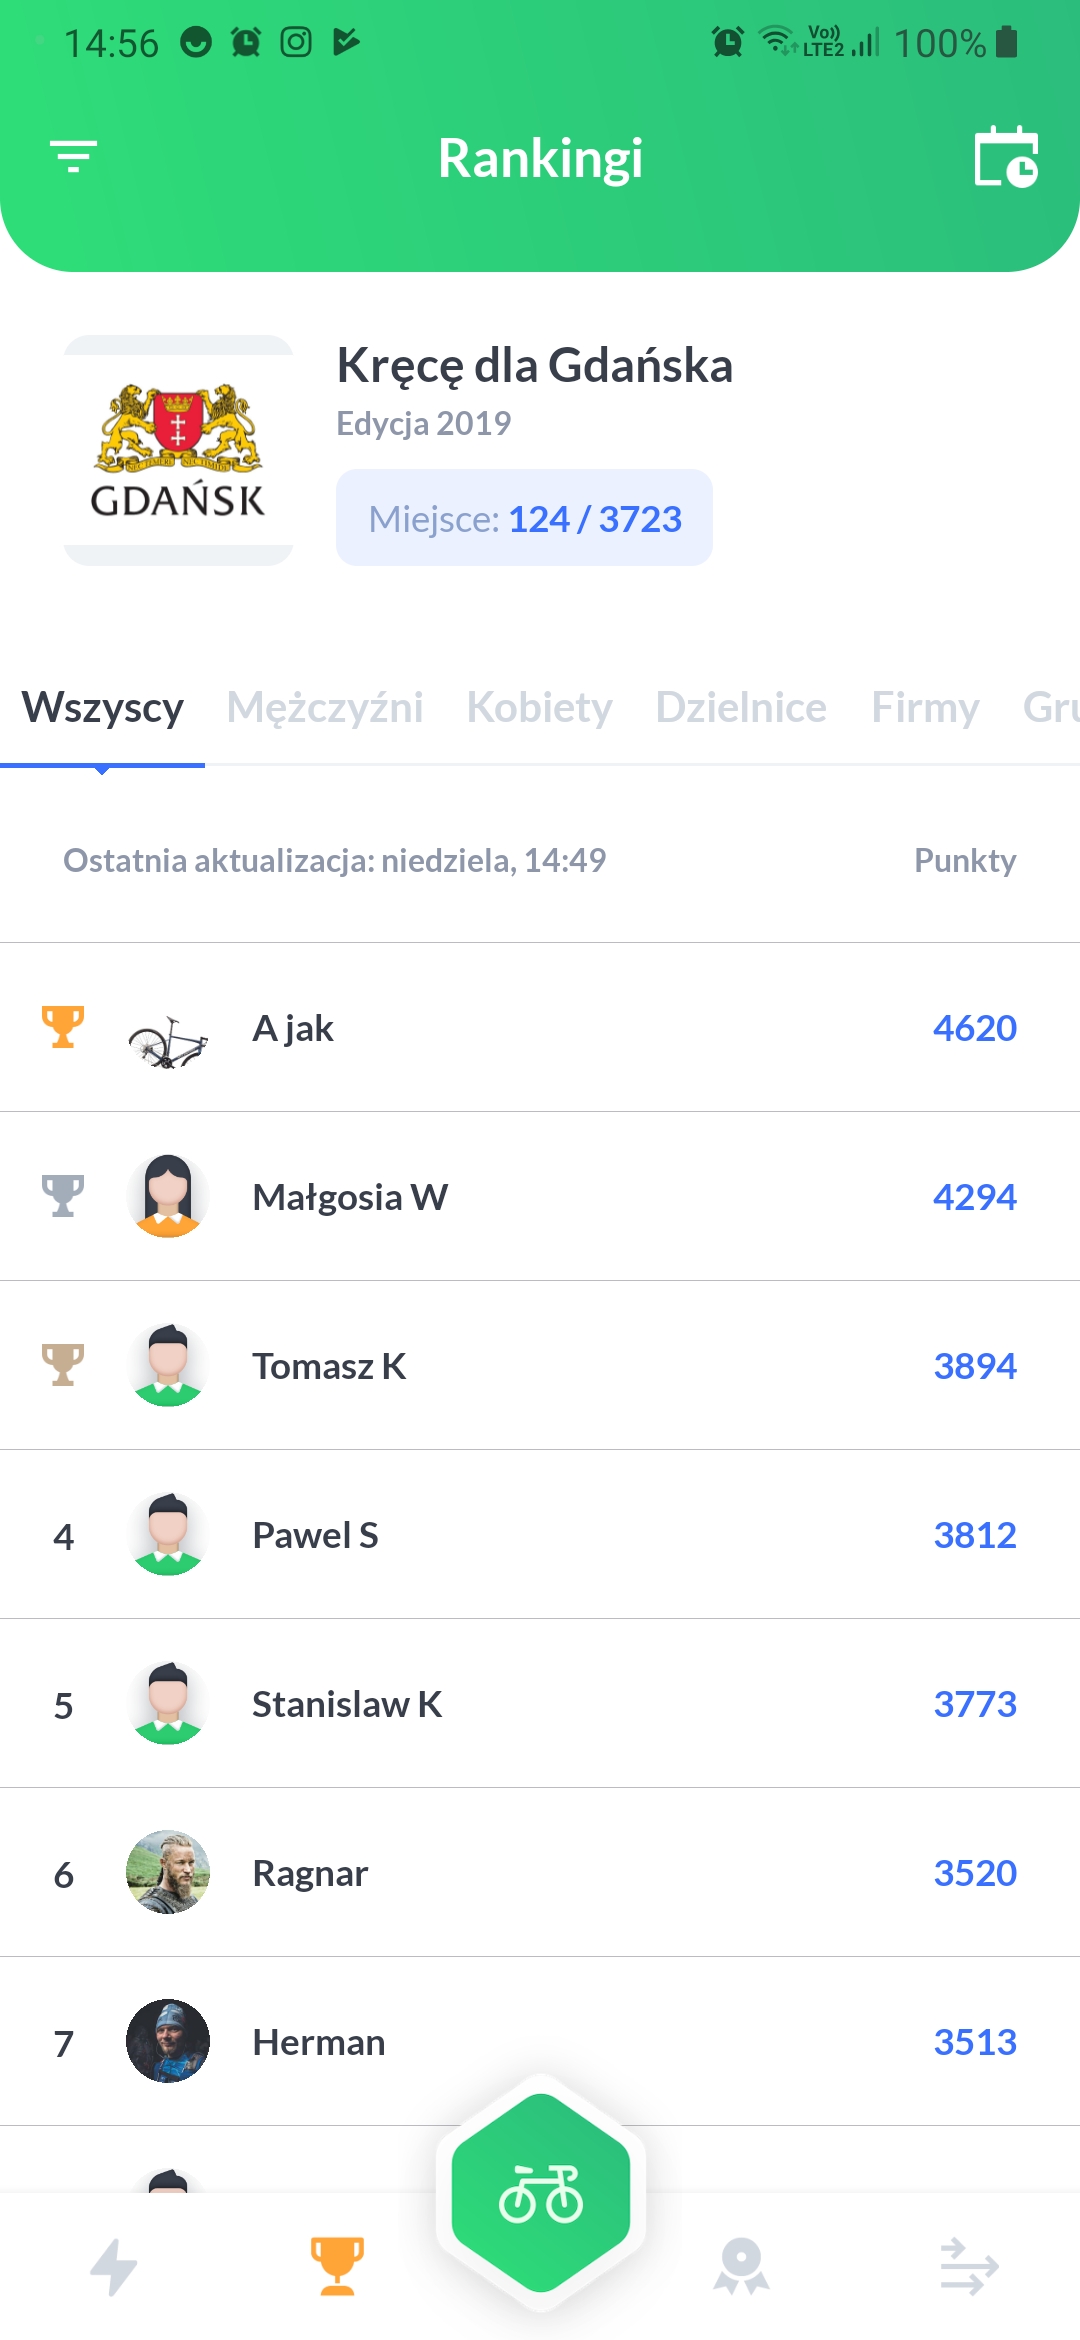 14:56 Vo)) LTE2 100%
Rankingi
GDAŃSK
Kręcę dla Gdańska
Edycja 2019
Miejsce: 124 / 3723
Wszyscy Mężczyźni Kobiety Dzielnice Firmy Gru
Ostatnia aktualizacja: niedziela, 14:49 Punkty
A jak 4620
Małgosia W 4294
Tomasz K 3894
4 Pawel S 3812
5 Stanislaw K 3773
6 Ragnar 3520
7 Herman 3513